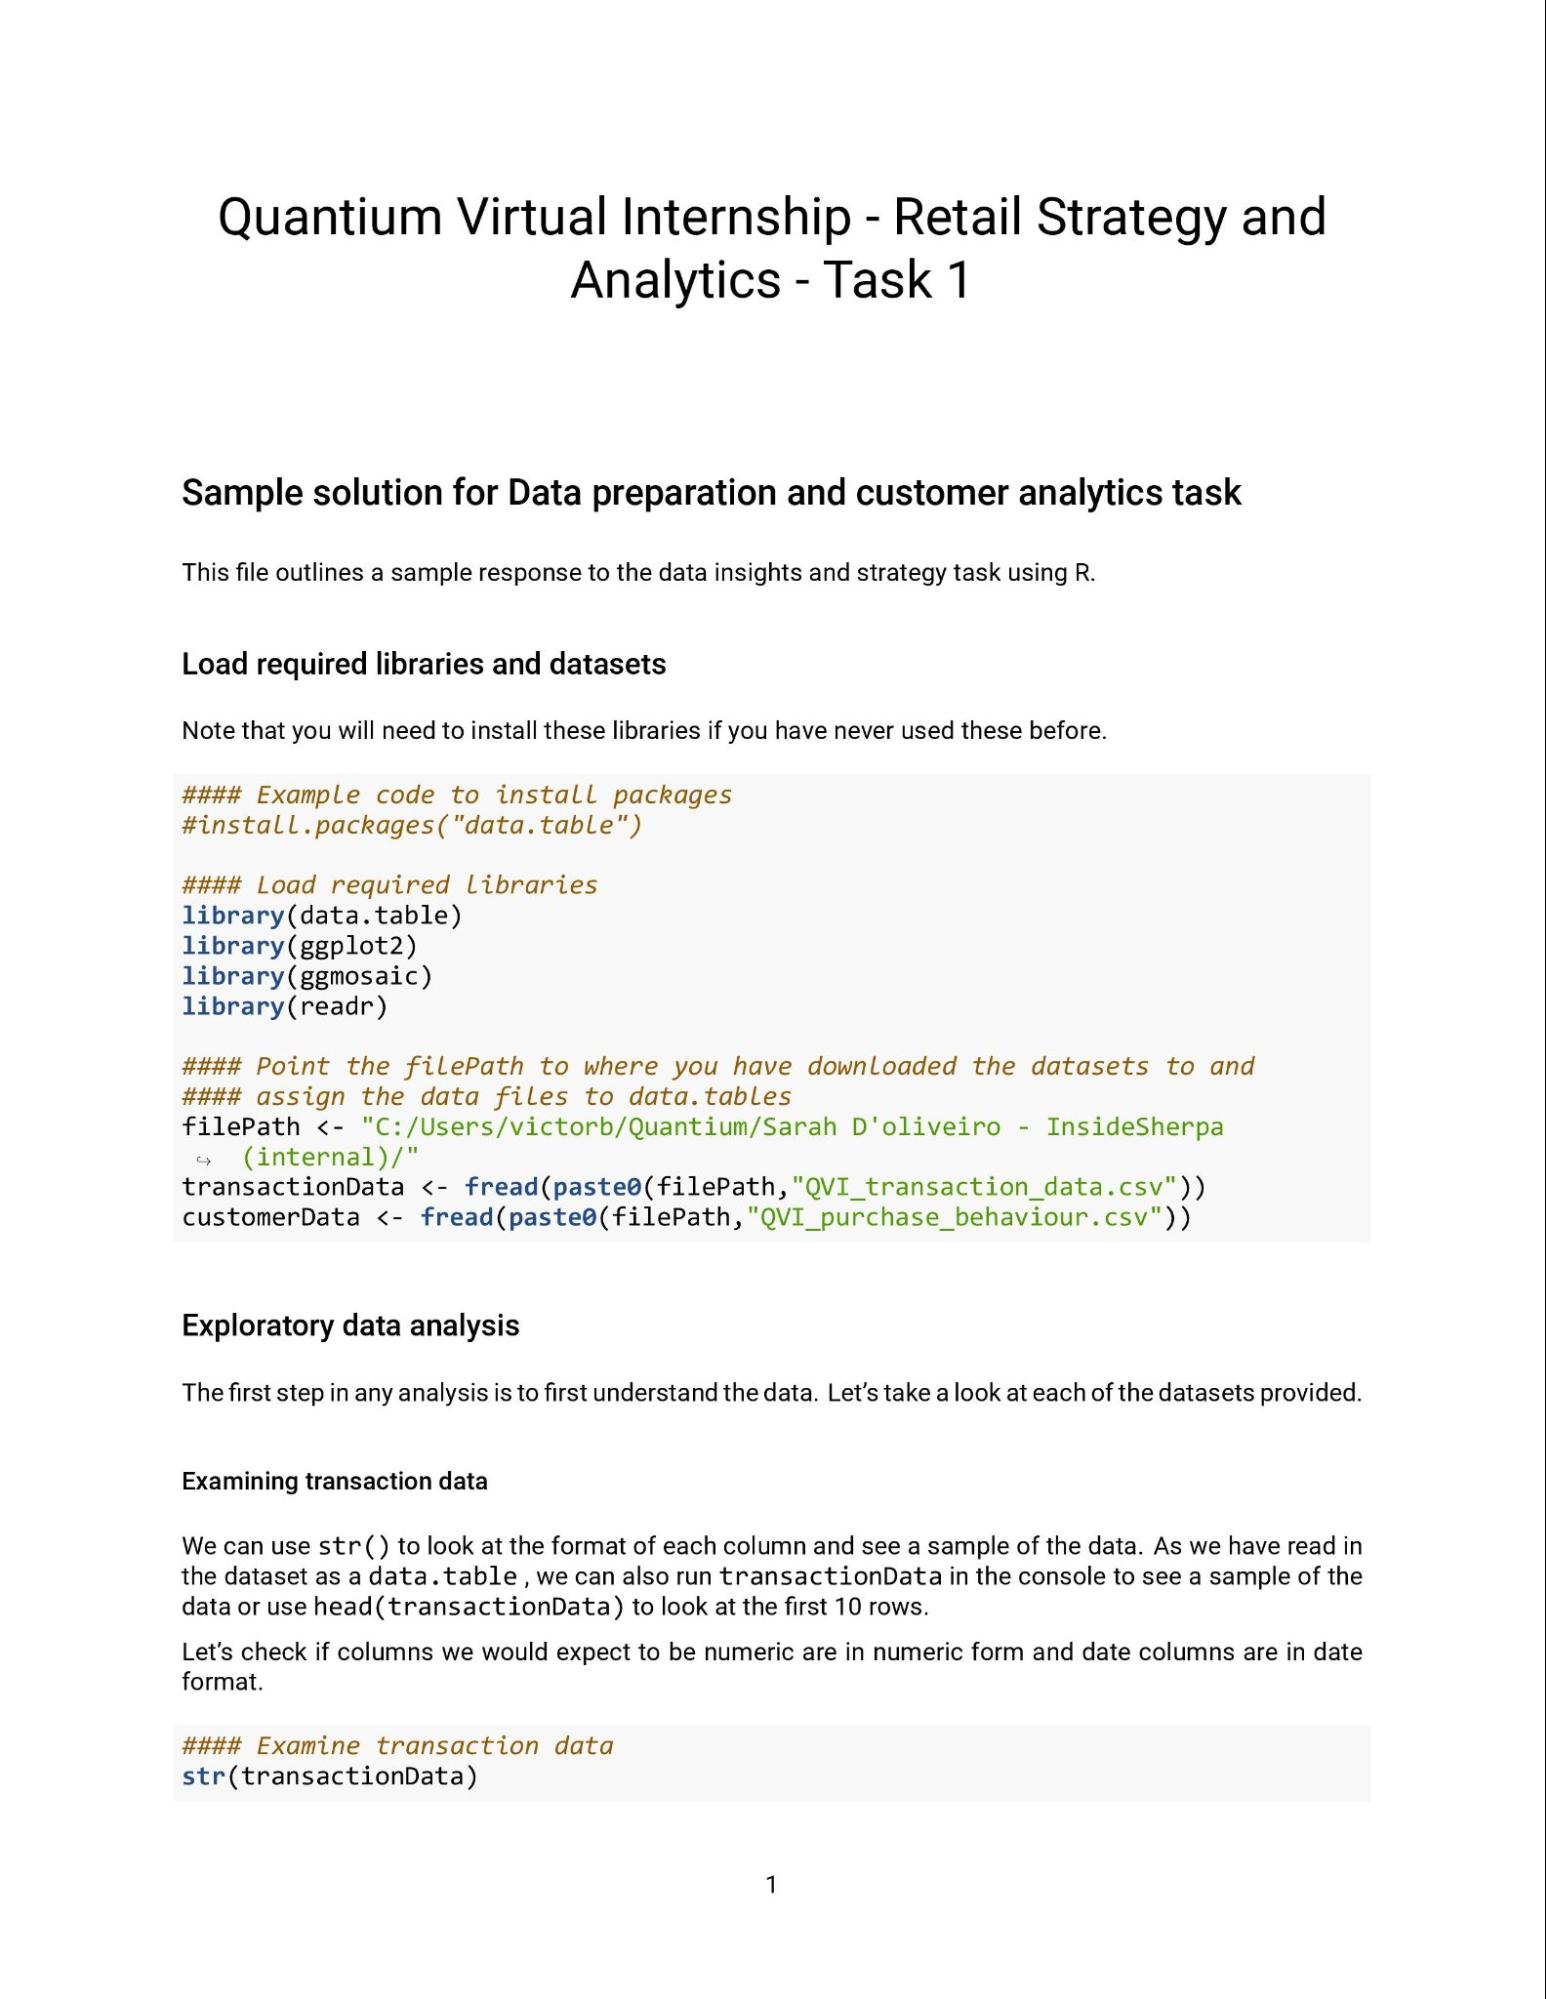 Quantium Virtual Internship - Retail Strategy and
Analytics - Task 1
Sample solution for Data preparation and customer analytics task
This file outlines a sample response to the data insights and strategy task using R.
Load required libraries and datasets
Note that you will need to install these libraries if you have never used these before.
#### Example code to install packages
#install.packages("data.table")
#### Load required libraries
library(data.table)
library(ggplot2)
library(ggmosaic)
library(readr)
#### Point the filePath to where you have downloaded the datasets to and
#### assign the data files to data.tables
filePath <- "C:/Users/victorb/Quantium/Sarah D'oliveiro - InsideSherpa
↪ (internal)/"
transactionData <- fread(paste0(filePath,"QVI_transaction_data.csv"))
customerData <- fread(paste0(filePath,"QVI_purchase_behaviour.csv"))
Exploratory data analysis
The first step in any analysis is to first understand the data. Let's take a look at each of the datasets provided.
Examining transaction data
We can use str() to look at the format of each column and see a sample of the data. As we have read in
the dataset as a data.table , we can also run transactionData in the console to see a sample of the
data or use head(transactionData) to look at the first 10 rows.
Let's check if columns we would expect to be numeric are in numeric form and date columns are in date
format.
#### Examine transaction data
str(transactionData)
1